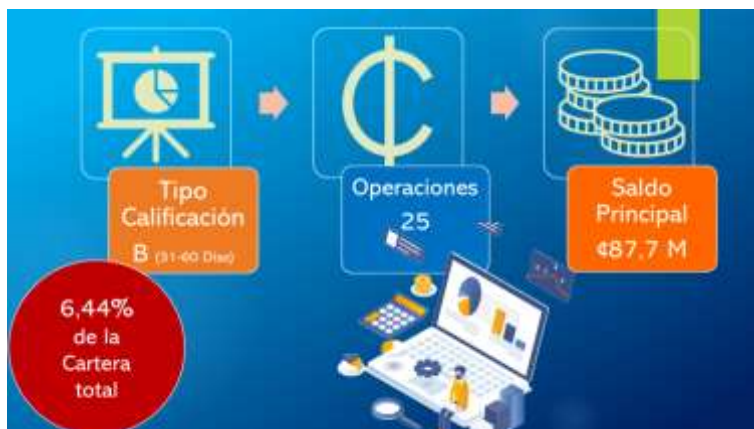 Tipo
Calificación
B (31-60 Días)
Operaciones
25
Saldo
Principal
¢87.7 M
6,44%
de la
Cartera
total